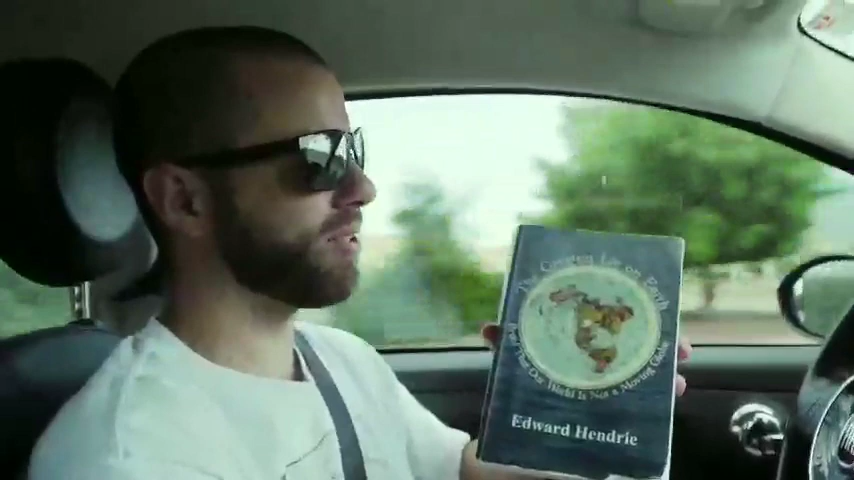 The Greatest Lie on Earth
Proof That Our World Is Not a Moving Globe
Edward Hendrie